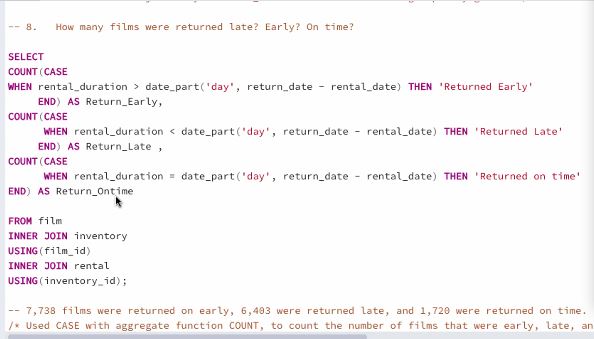 -- 8. How many films were returned late? Early? On time?
SELECT
COUNT(CASE
WHEN rental_duration > date_part('day', return_date - rental_date) THEN 'Returned Early'
END) AS Return_Early,
COUNT(CASE
WHEN rental_duration < date_part('day', return_date - rental_date) THEN 'Returned Late'
END) AS Return_Late ,
COUNT(CASE
WHEN rental_duration = date_part('day', return_date - rental_date) THEN 'Returned on time'
END) AS Return_Ontime
FROM film
INNER JOIN inventory
USING(film_id)
INNER JOIN rental
USING(inventory_id);
-- 7,738 films were returned on early, 6,403 were returned late, and 1,720 were returned on time.
/* Used CASE with aggregate function COUNT, to count the number of films that were early, late, an